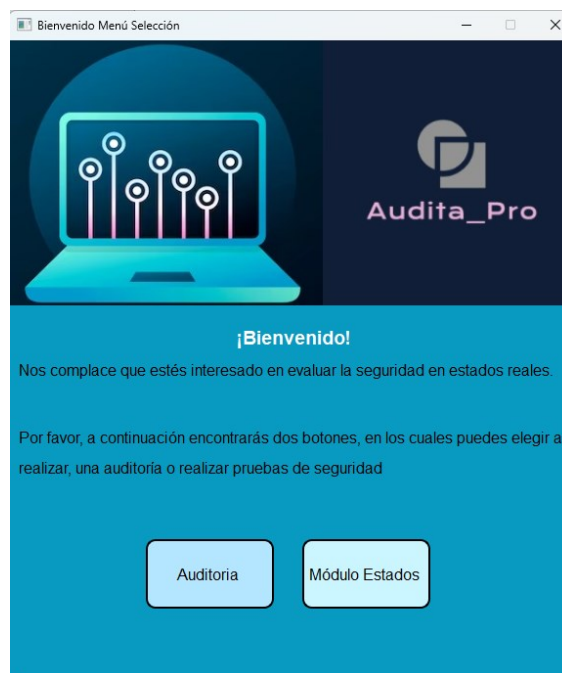 Bienvenido Menú Selección
Audita_Pro
¡Bienvenido!
Nos complace que estés interesado en evaluar la seguridad en estados reales.
Por favor, a continuación encontrarás dos botones, en los cuales puedes elegir a
realizar, una auditoría o realizar pruebas de seguridad
Auditoria
Módulo Estados